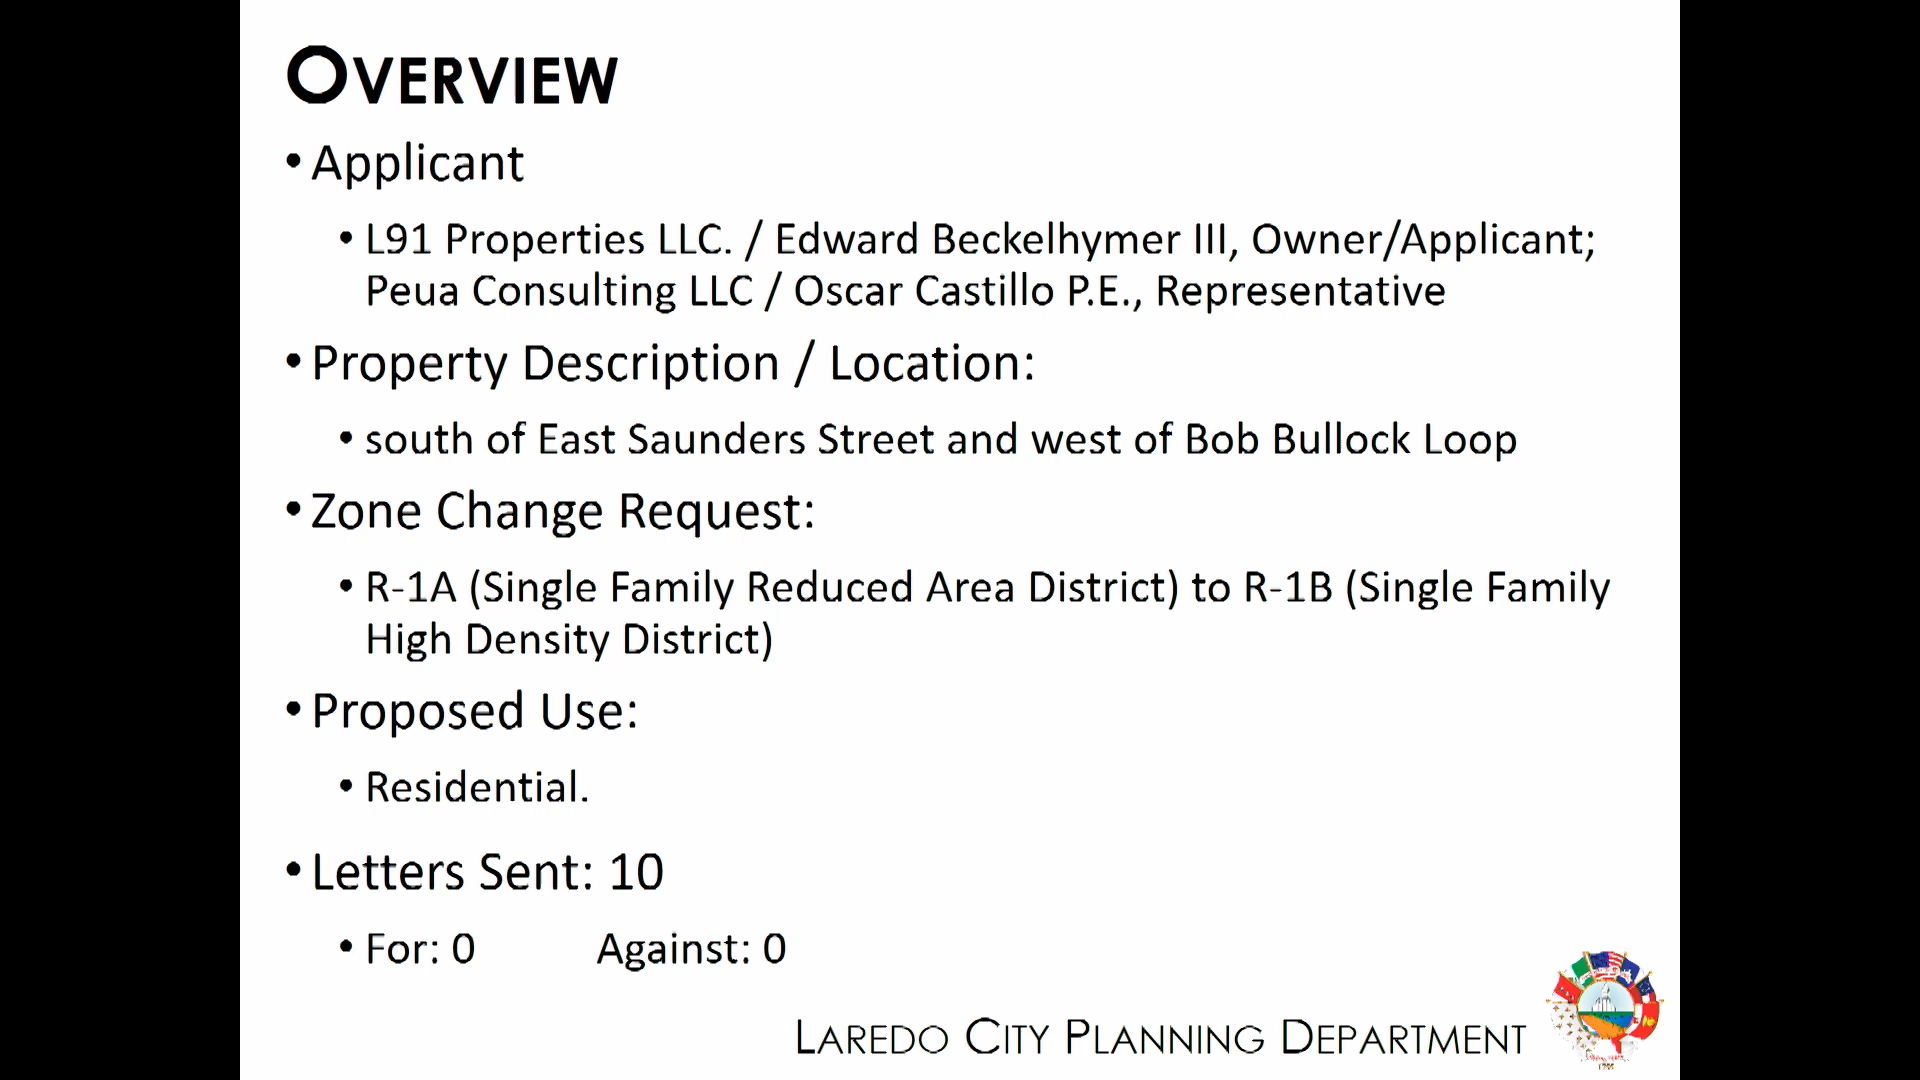 OVERVIEW
• Applicant
• L91 Properties LLC. / Edward Beckelhymer III, Owner/Applicant;
Peua Consulting LLC / Oscar Castillo P.E., Representative
• Property Description / Location:
• south of East Saunders Street and west of Bob Bullock Loop
• Zone Change Request:
• R-1A (Single Family Reduced Area District) to R-1B (Single Family
High Density District)
• Proposed Use:
• Residential.
• Letters Sent: 10
• For: 0 Against: 0
LAREDO CITY PLANNING DEPARTMENT